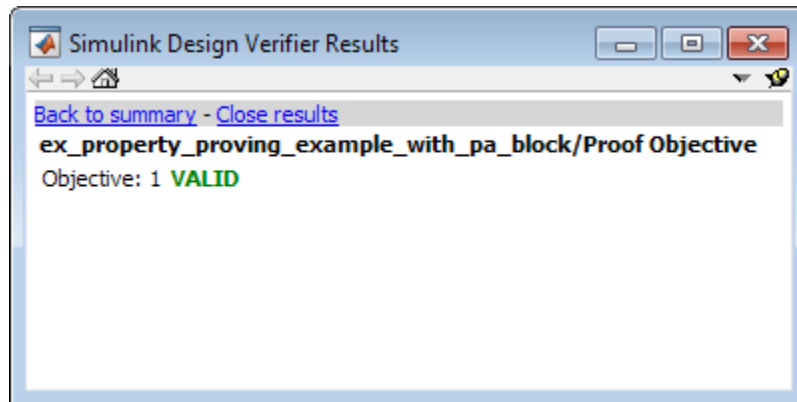 Simulink Design Verifier Results
Back to summary - Close results
ex_property_proving_example_with_pa_block/Proof Objective
Objective: 1 VALID